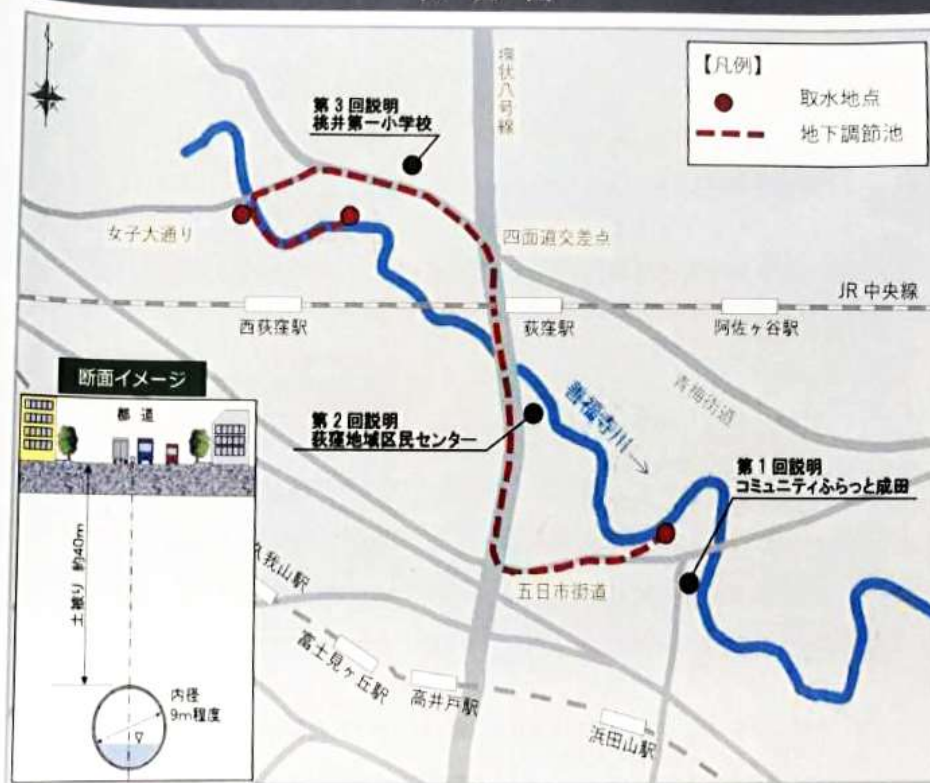 環状八号線
【凡例】
取水地点
地下調節池
第3回説明
桃井第一小学校
女子大通り
四面道交差点
JR中央線
西荻窪駅
荻窪駅
阿佐ヶ谷駅
青梅街道
善福寺川→
第2回説明
荻窪地域区民センター
第1回説明
コミュニティふらっと成田
五日市街道
久我山駅
富士見ヶ丘駅
高井戸駅
浜田山駅
断面イメージ
都道
土被り 約40m
内径
9m程度